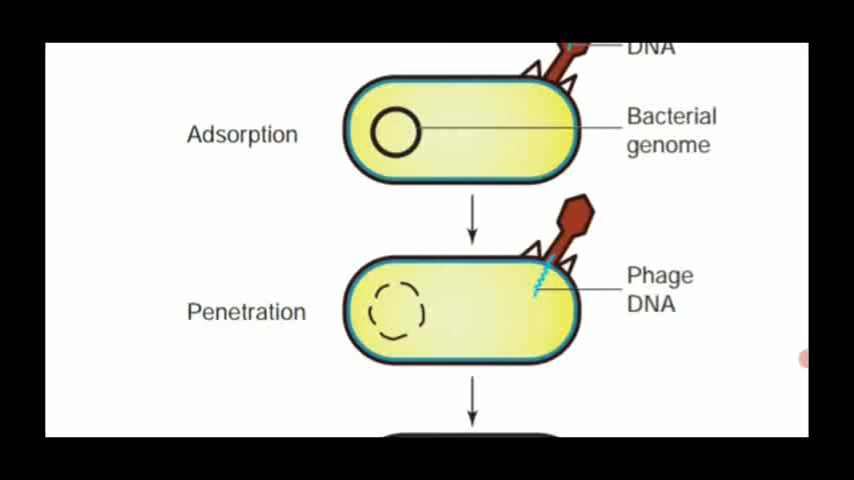 DNA
Adsorption
Bacterial
genome
Penetration
Phage
DNA